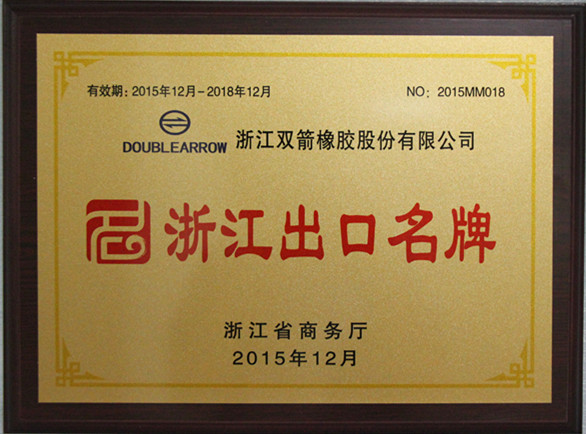 有效期: 2015年12月-2018年12月 NO: 2015MM018
DOUBLEARROW 浙江双箭橡胶股份有限公司
浙江出口名牌
浙江省商务厅
2015年12月